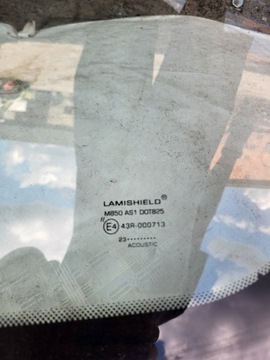 LAMISHIELD®
M850 AS1 DOT825
// E4 43R-000713
23·········
ACOUSTIC